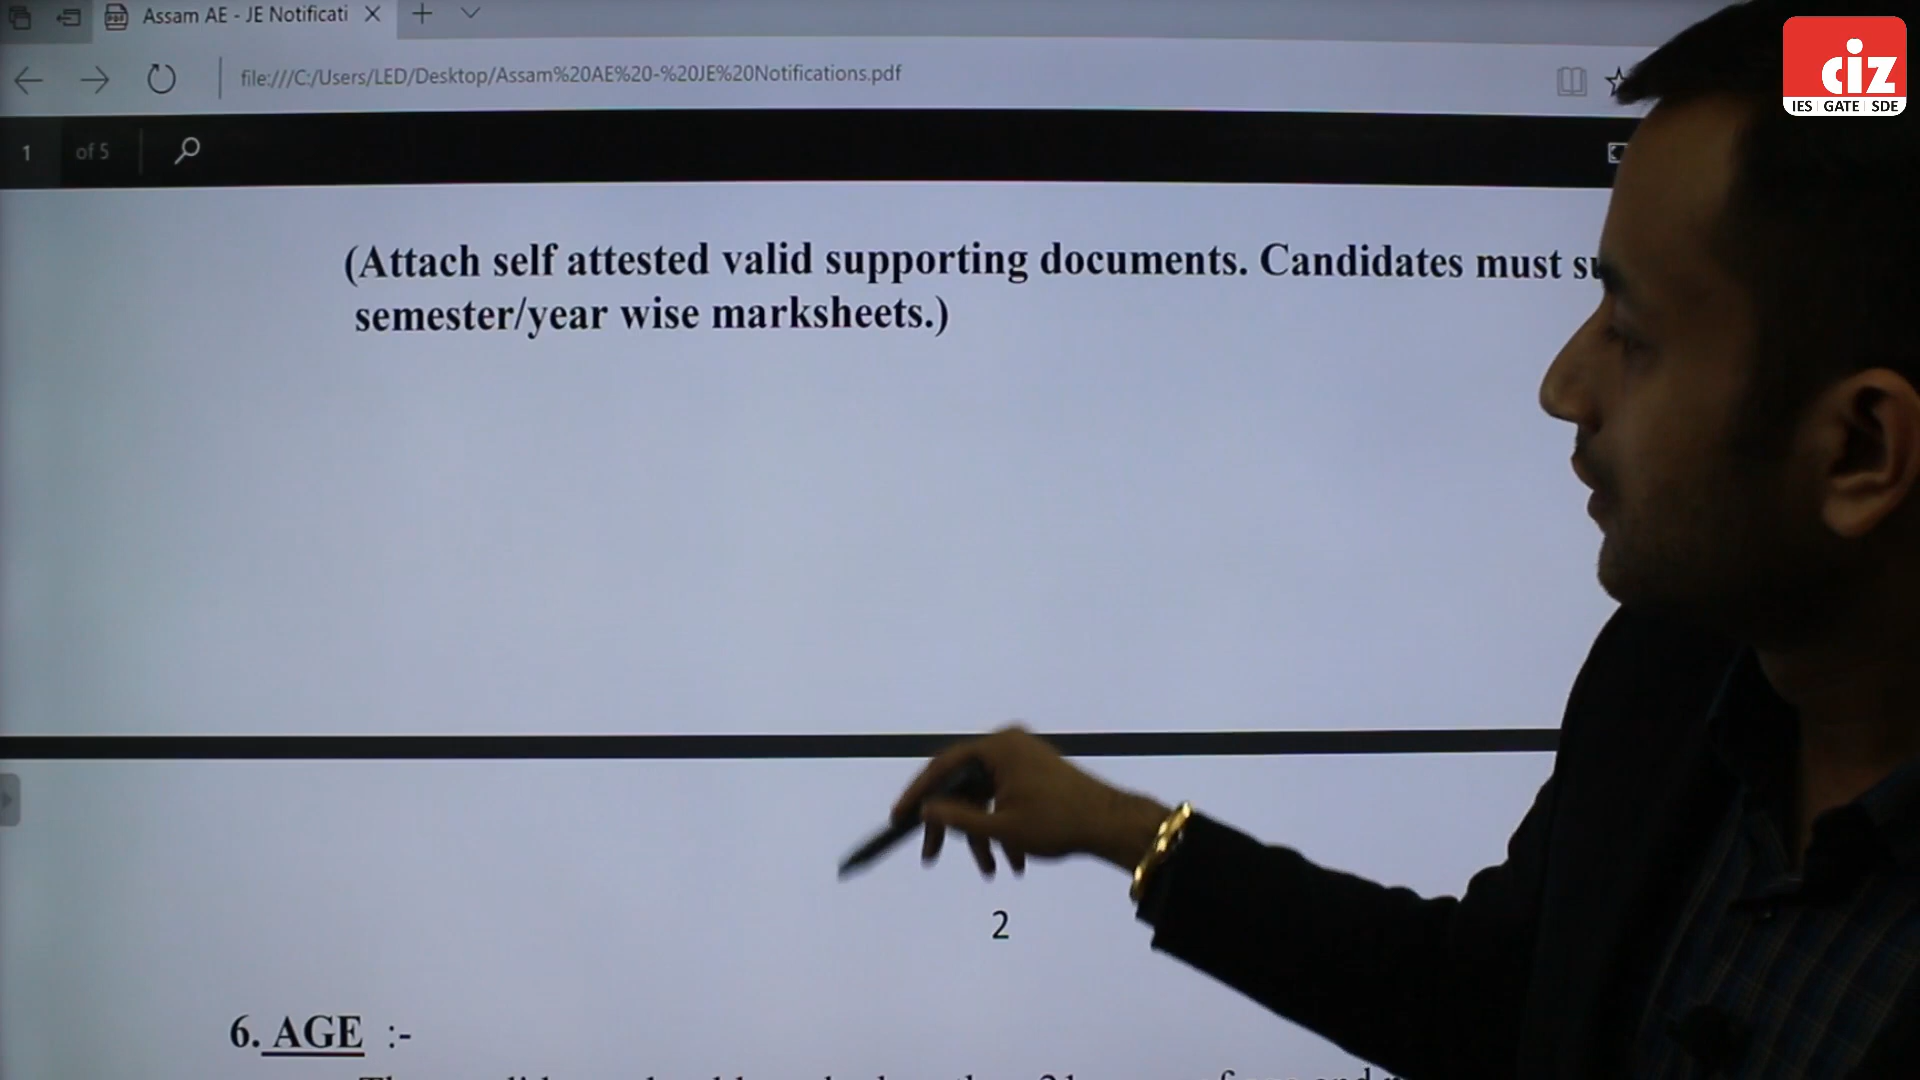 Assam AE - JE Notificati
file:///C:/Users/LED/Desktop/Assam%20AE%20-%20JE%20Notifications.pdf
ciz
IES | GATE | SDE
1 of 5
(Attach self attested valid supporting documents. Candidates must
semester/year wise marksheets.)
2
6. AGE :-